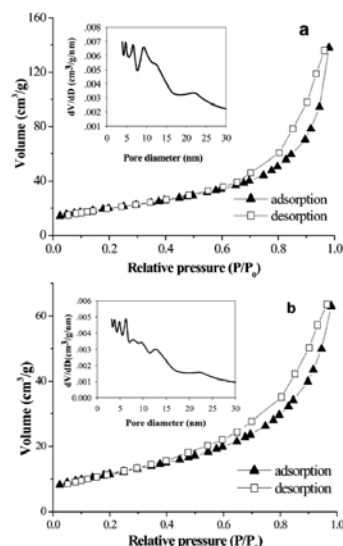 a
160
120
80
40
0
Volume (cm³/g)
0.0 0.2 0.4 0.6 0.8 1.0
Relative pressure (P/P₀)
adsorption
desorption
.008
.007
.006
.005
.004
.003
.002
.001
dV/dD (cm³/g/nm)
0 5 10 15 20 25 30
Pore diameter (nm)
b
60
40
20
0
Volume (cm³/g)
0.0 0.2 0.4 0.6 0.8 1.0
Relative pressure (P/P₀)
adsorption
desorption
.006
.005
.004
.003
.002
.001
.000
dV/dD(cm³/g/nm)
0 5 10 15 20 25 30
Pore diameter (nm)